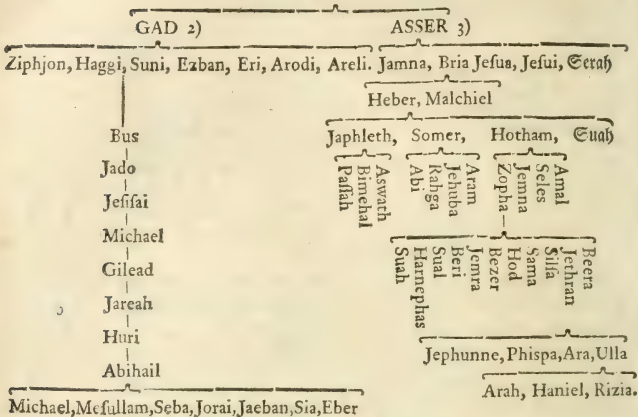 GAD 2) ASSER 3)
Ziphjon, Haggi, Suni, Ezban, Eri, Arodi, Areli. Jamna, Bria Jeſus, Jeſui, Serah
Heber, Malchiel
Bus
Japhleth, Somer, Hotham, Suah
Jado
Paſſah
Bimehal
Aswath
Abi
Rahga
Jehuba
Aram
Zopha
Jemna
Seles
Amal
Jeſiſai
Michael
Gilead
Suah
Harnephas
Sual
Beri
Jemra
Bezer
Hod
Sama
Silſa
Jethran
Beera
Jareah
Huri
Jephunne, Phispa, Ara, Ulla
Abihail
Arah, Haniel, Rizia.
Michael, Meſullam, Seba, Jorai, Jaeban, Sia, Eber